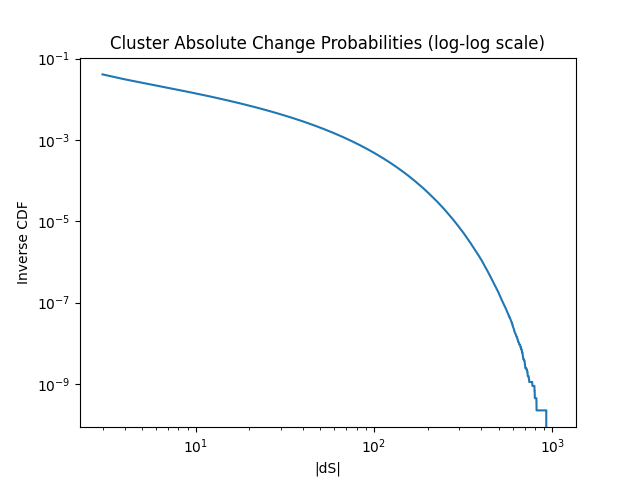 Cluster Absolute Change Probabilities (log-log scale)
10⁻¹
10⁻³
10⁻⁵
10⁻⁷
10⁻⁹
Inverse CDF
10¹
10²
10³
|dS|